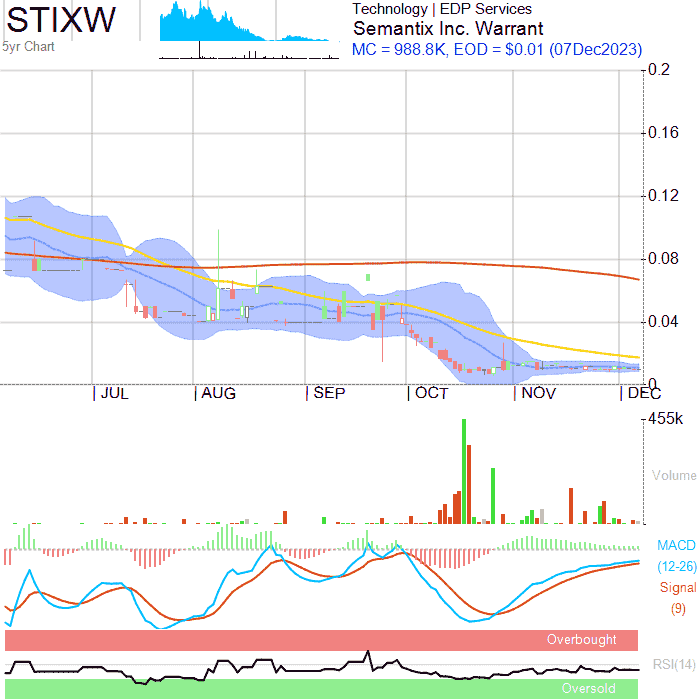 STIXW
5yr Chart
Technology | EDP Services
Semantix Inc. Warrant
MC = 988.8K, EOD = $0.01 (07Dec2023)
0.2
0.16
0.12
0.08
0.04
0
JUL
AUG
SEP
OCT
NOV
DEC
455k
Volume
MACD
(12-26)
Signal
(9)
Overbought
RSI(14)
Oversold